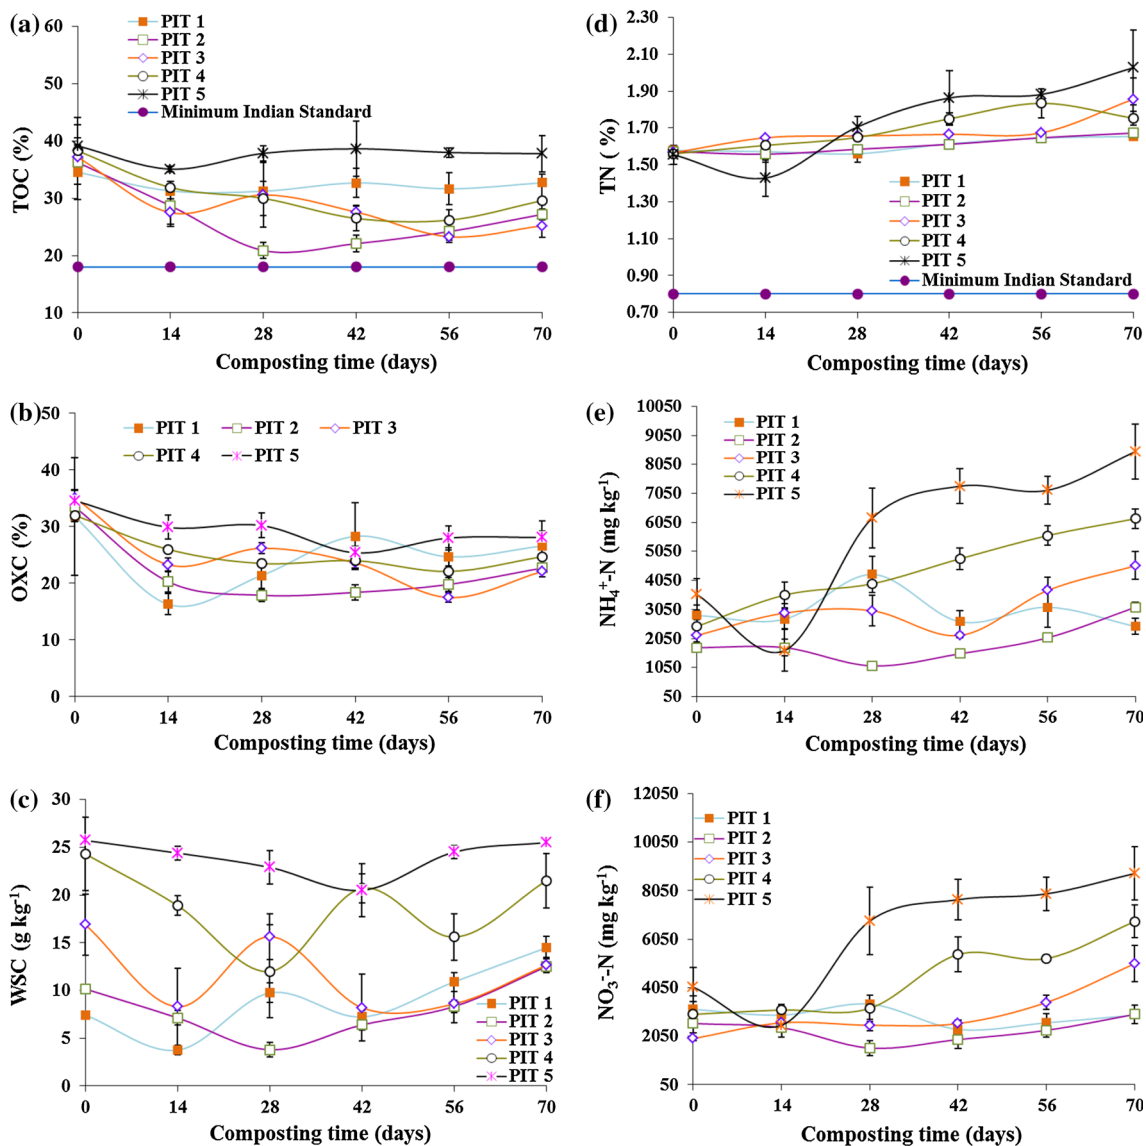 (a)
PIT 1
PIT 2
PIT 3
PIT 4
PIT 5
Minimum Indian Standard
TOC (%)
60
50
40
30
20
10
0 14 28 42 56 70
Composting time (days)
(d)
TN ( %)
2.30
2.10
1.90
1.70
1.50
1.30
1.10
0.90
0.70
PIT 1
PIT 2
PIT 3
PIT 4
PIT 5
Minimum Indian Standard
0 14 28 42 56 70
Composting time (days)
(b)
OXC (%)
50
40
30
20
10
0
PIT 1 PIT 2 PIT 3
PIT 4 PIT 5
0 14 28 42 56 70
Composting time (days)
(e)
NH₄⁺-N (mg kg⁻¹)
10050
9050
8050
7050
6050
5050
4050
3050
2050
1050
50
PIT 1
PIT 2
PIT 3
PIT 4
PIT 5
0 14 28 42 56 70
Composting time (days)
(c)
WSC (g kg⁻¹)
30
25
20
15
10
5
0
PIT 1
PIT 2
PIT 3
PIT 4
PIT 5
0 14 28 42 56 70
Composting time (days)
(f)
NO₃⁻-N (mg kg⁻¹)
12050
10050
8050
6050
4050
2050
50
PIT 1
PIT 2
PIT 3
PIT 4
PIT 5
0 14 28 42 56 70
Composting time (days)